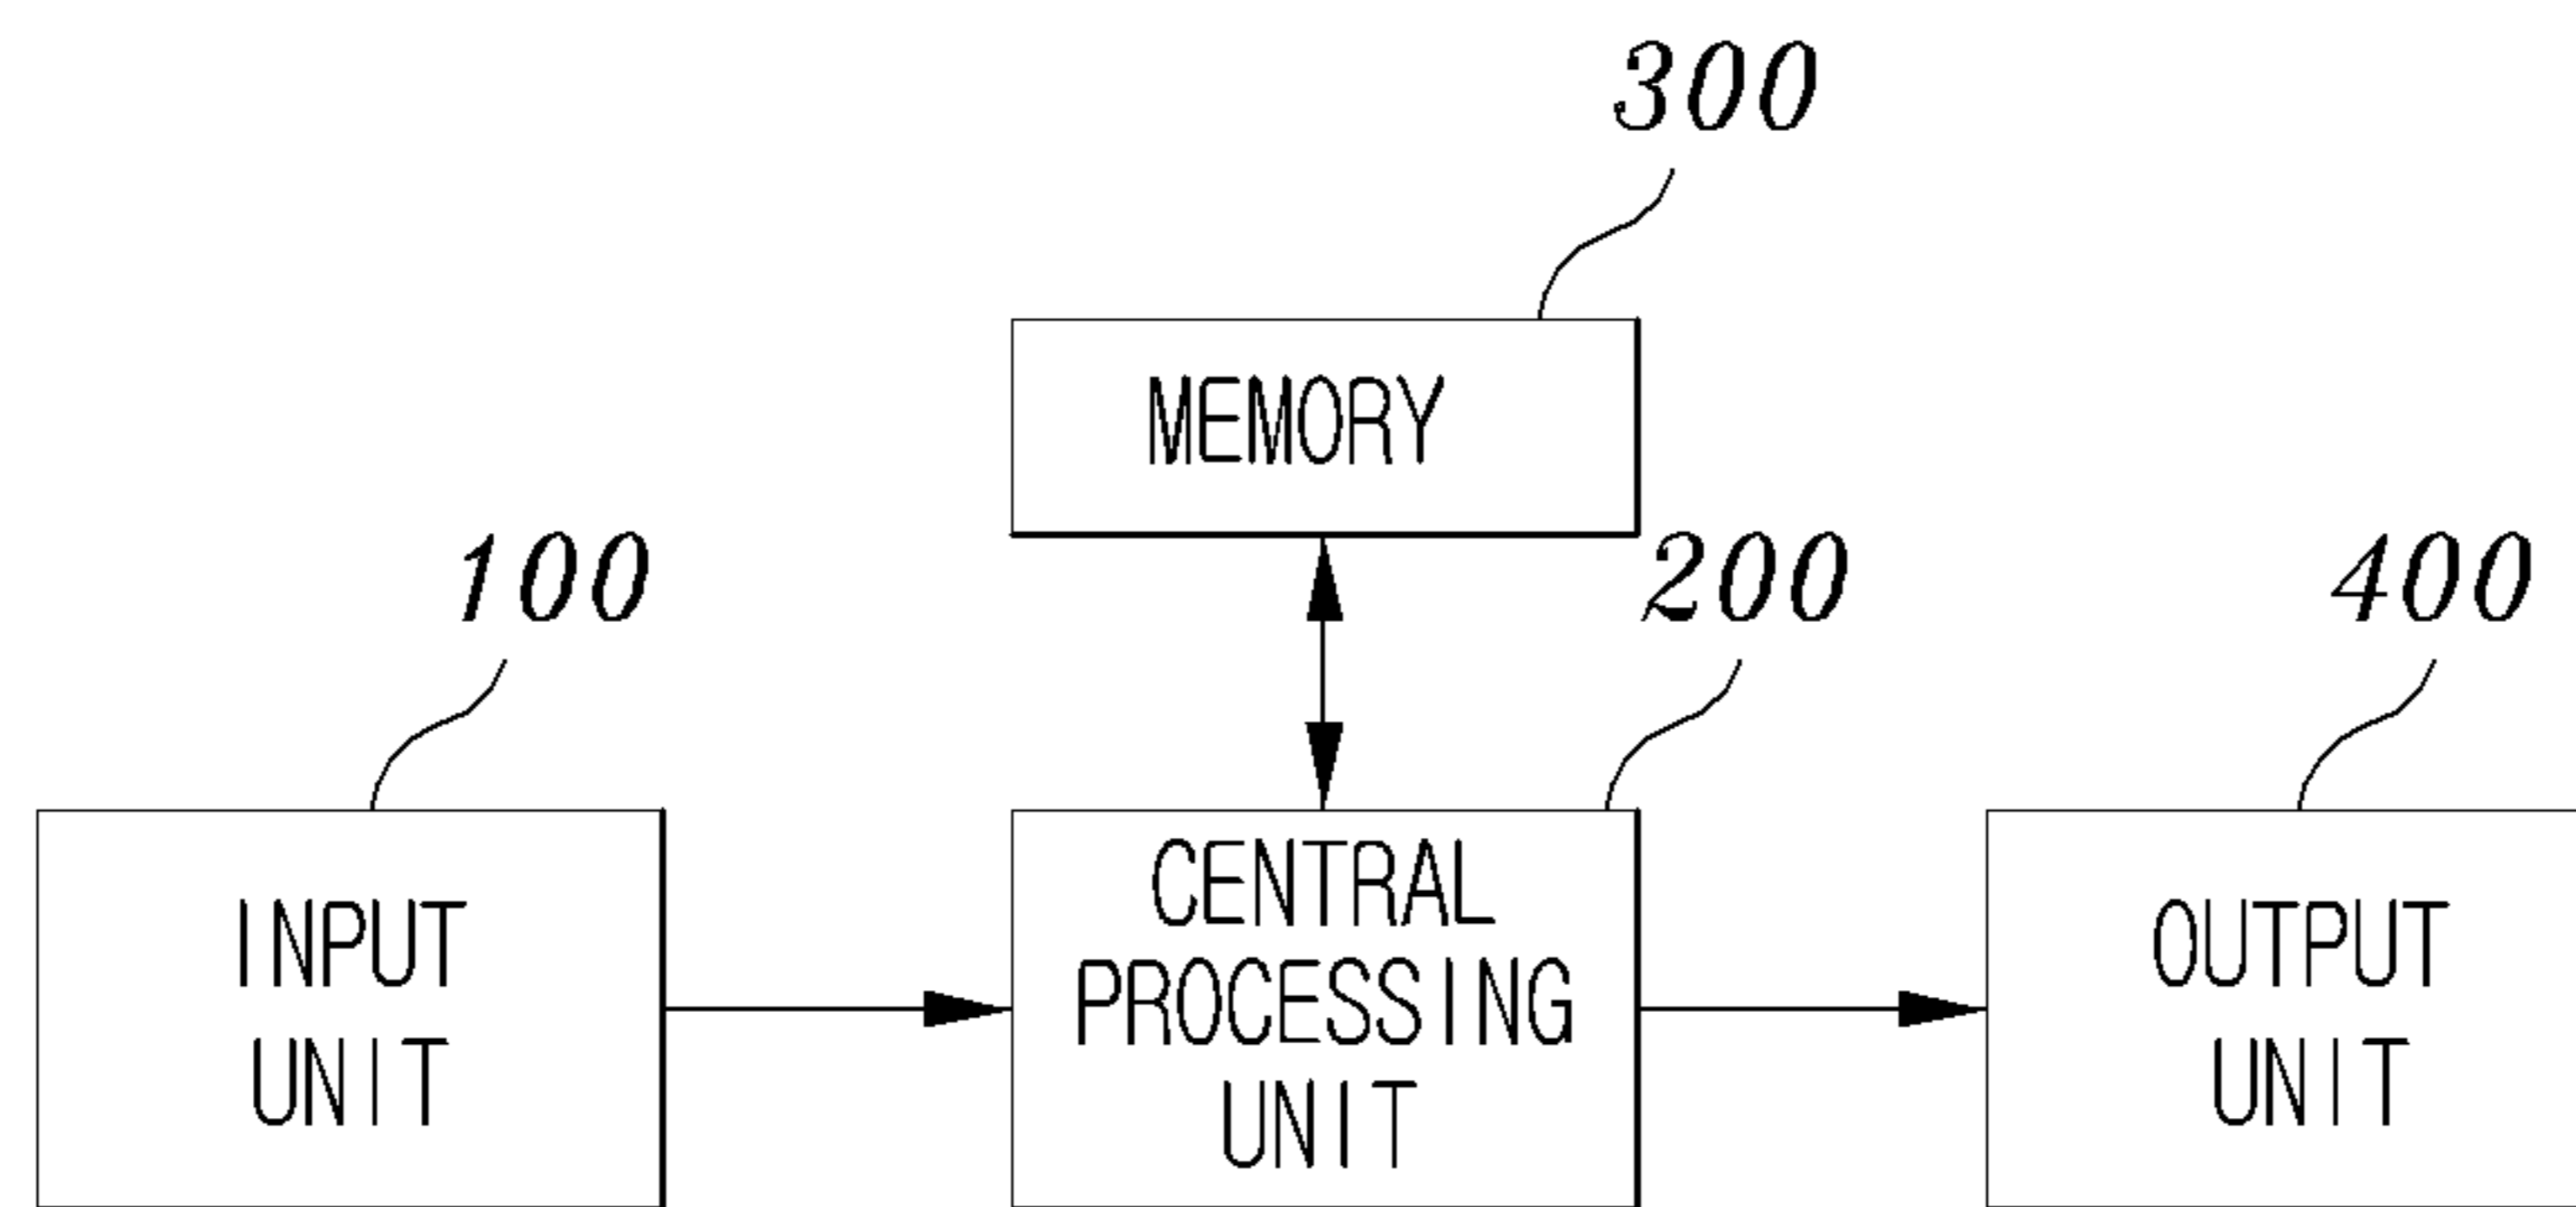 300
MEMORY
100
200
400
INPUT
UNIT
CENTRAL
PROCESSING
UNIT
OUTPUT
UNIT